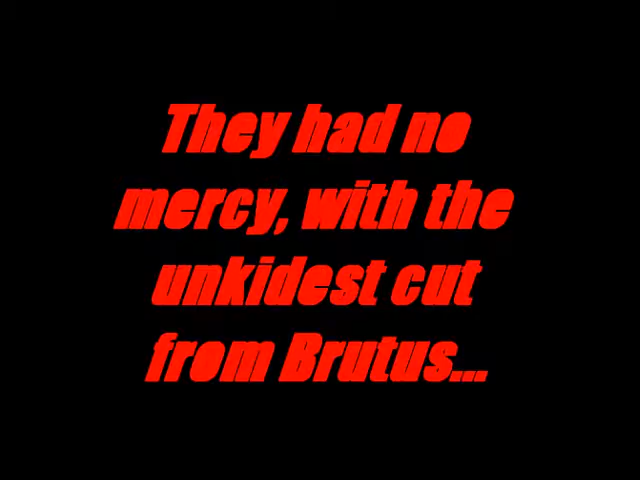 They had no
mercy, with the
unkidest cut
from Brutus...